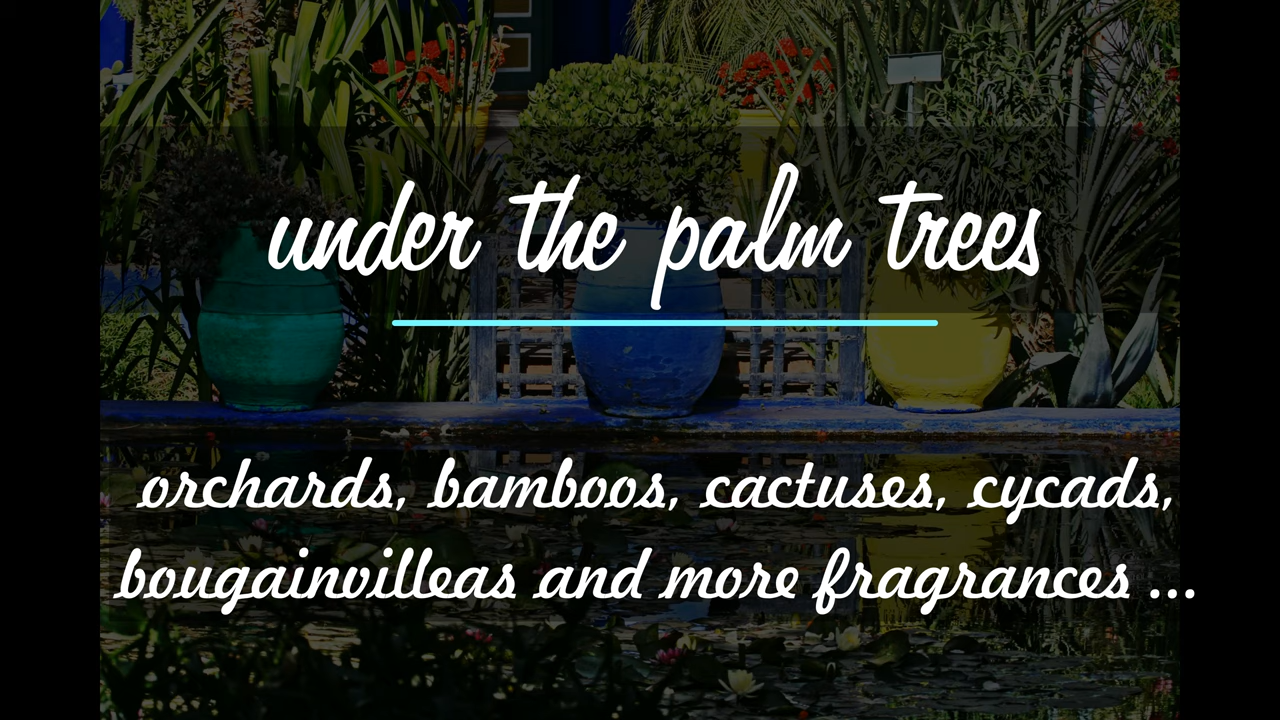 under the palm trees
orchards, bamboos, cactuses, cycads,
bougainvilleas and more fragrances ...